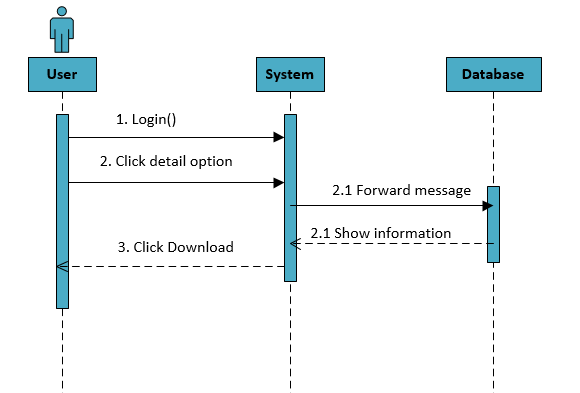 User
System
Database
1. Login()
2. Click detail option
2.1 Forward message
2.1 Show information
3. Click Download